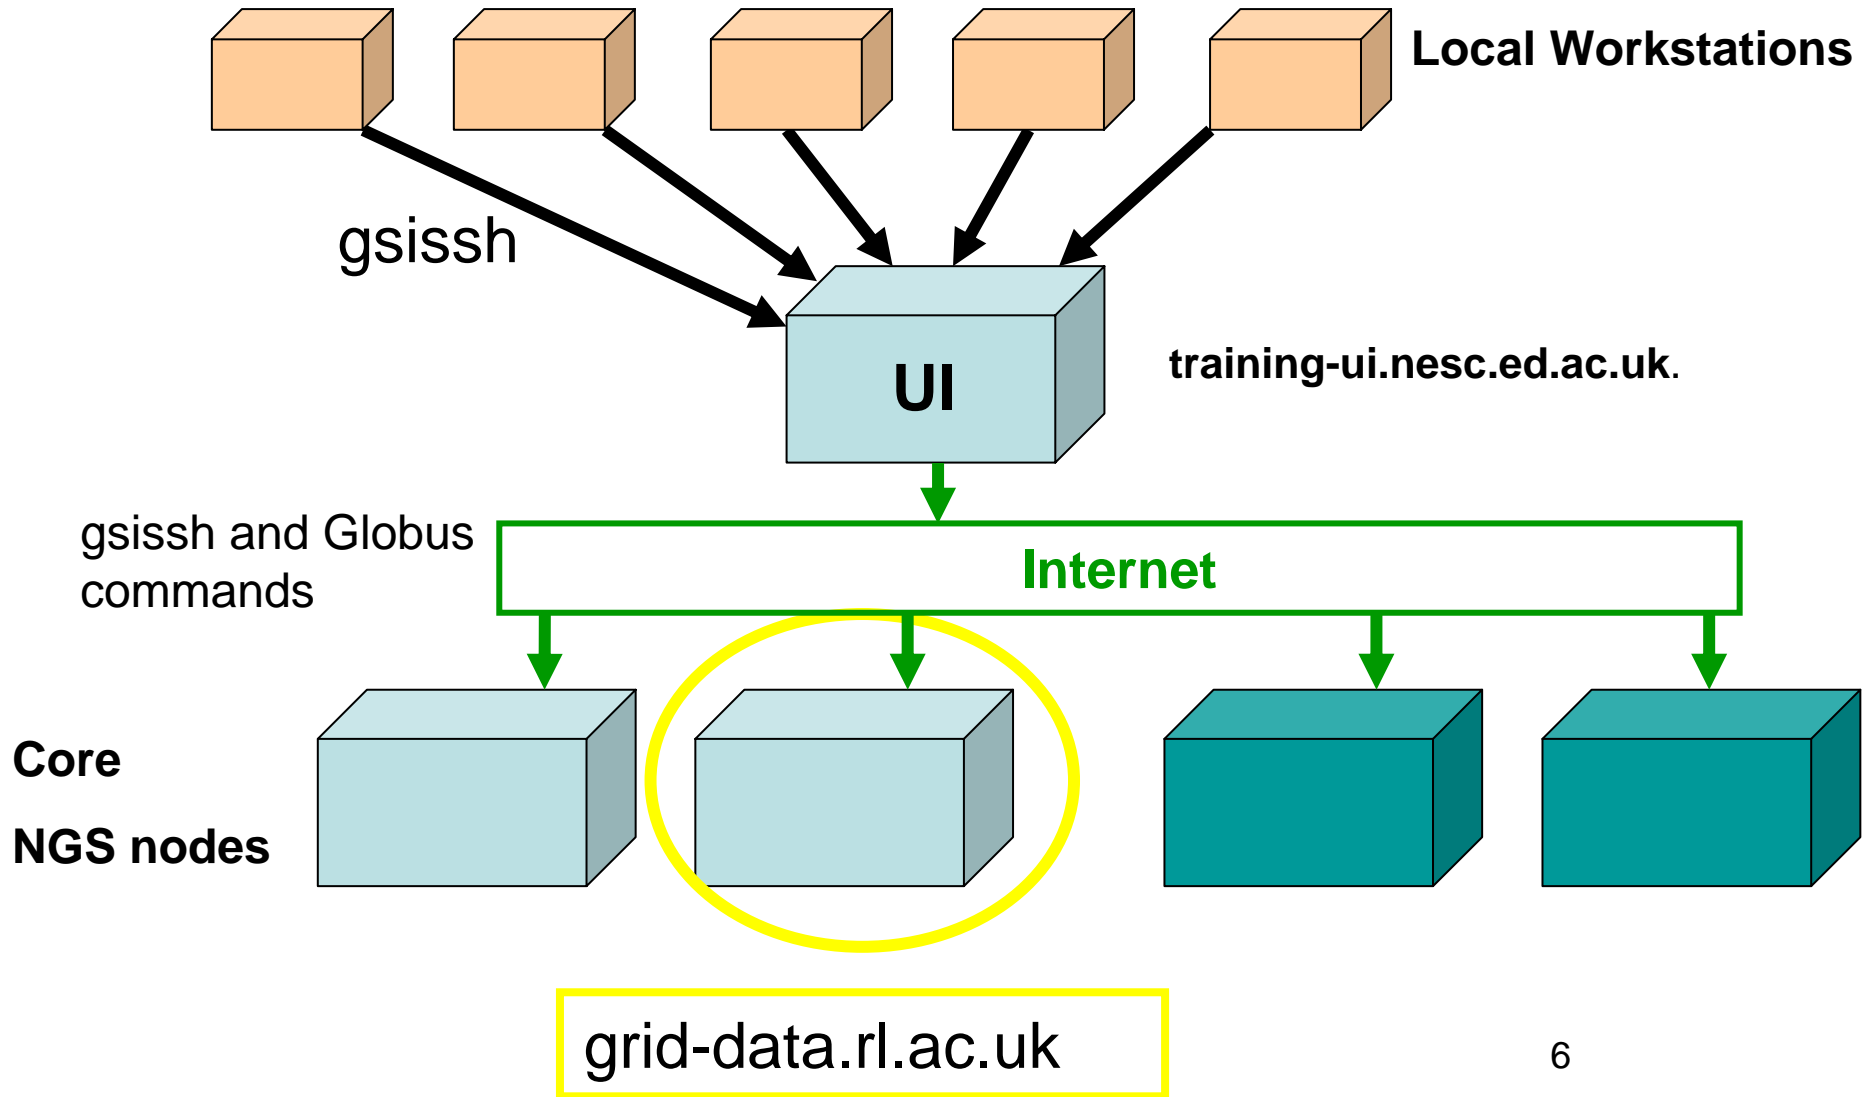 Local Workstations
gsissh
UI
training-ui.nesc.ed.ac.uk.
gsissh and Globus
commands
Internet
Core
NGS nodes
grid-data.rl.ac.uk
6